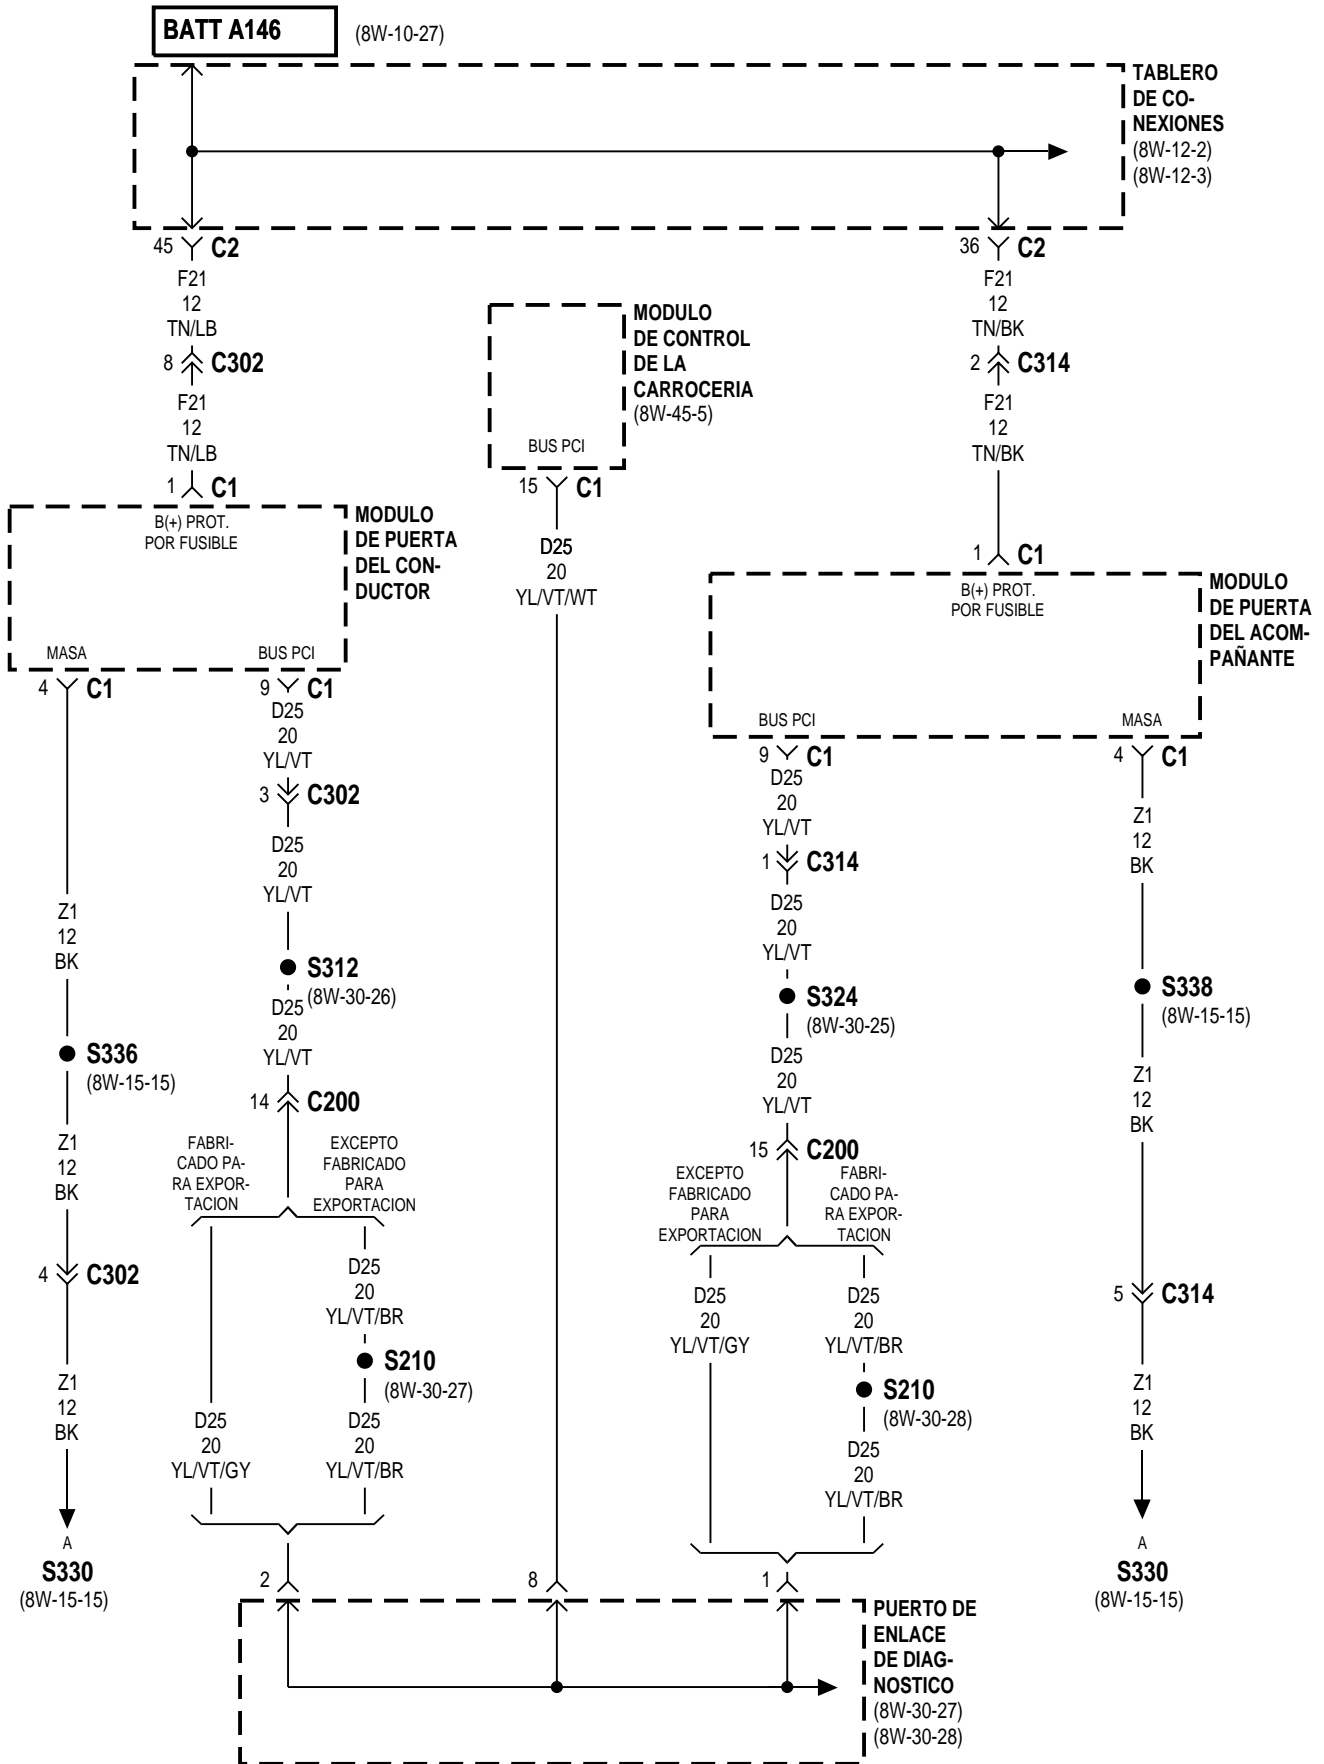 BATT A146
(8W-10-27)
TABLERO
DE CO-
NEXIONES
(8W-12-2)
(8W-12-3)
45 C2
F21
12
TN/LB
8 C302
F21
12
TN/LB
1 C1
36 C2
F21
12
TN/BK
2 C314
F21
12
TN/BK
1 C1
MODULO
DE CONTROL
DE LA
CARROCERIA
(8W-45-5)
BUS PCI
15 C1
D25
20
YL/VT/WT
B(+) PROT.
POR FUSIBLE
MODULO
DE PUERTA
DEL CON-
DUCTOR
MASA
BUS PCI
4 C1
9 C1
B(+) PROT.
POR FUSIBLE
MODULO
DE PUERTA
DEL ACOM-
PAÑANTE
BUS PCI
MASA
9 C1
4 C1
Z1
12
BK
S336
(8W-15-15)
Z1
12
BK
4 C302
Z1
12
BK
A
S330
(8W-15-15)
D25
20
YL/VT
3 C302
D25
20
YL/VT
S312
(8W-30-26)
D25
20
YL/VT
14 C200
FABRI-
CADO PA-
RA EXPOR-
TACION
EXCEPTO
FABRICADO
PARA
EXPORTACION
D25
20
YL/VT/BR
S210
(8W-30-27)
D25
20
YL/VT/GY
D25
20
YL/VT/BR
2
8
1
D25
20
YL/VT
1 C314
D25
20
YL/VT
S324
(8W-30-25)
D25
20
YL/VT
15 C200
EXCEPTO
FABRICADO
PARA
EXPORTACION
FABRI-
CADO PA-
RA EXPOR-
TACION
D25
20
YL/VT/GY
D25
20
YL/VT/BR
S210
(8W-30-28)
D25
20
YL/VT/BR
Z1
12
BK
S338
(8W-15-15)
Z1
12
BK
5 C314
Z1
12
BK
A
S330
(8W-15-15)
PUERTO DE
ENLACE
DE DIAG-
NOSTICO
(8W-30-27)
(8W-30-28)